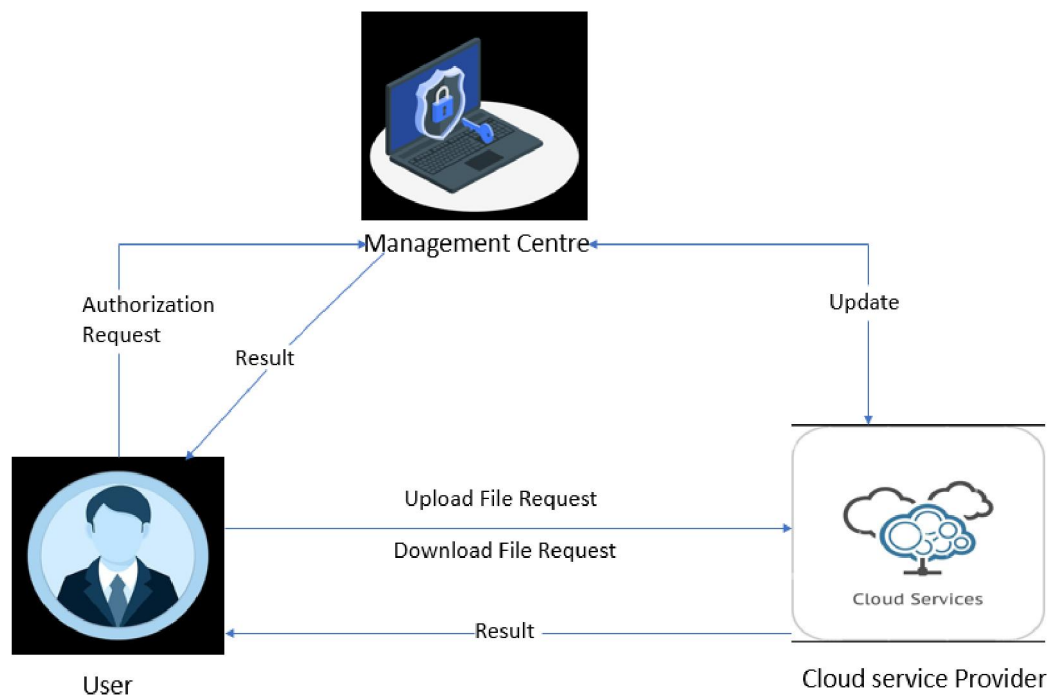 Management Centre
Authorization
Request
Update
Result
Upload File Request
Download File Request
Cloud Services
Result
User
Cloud service Provider